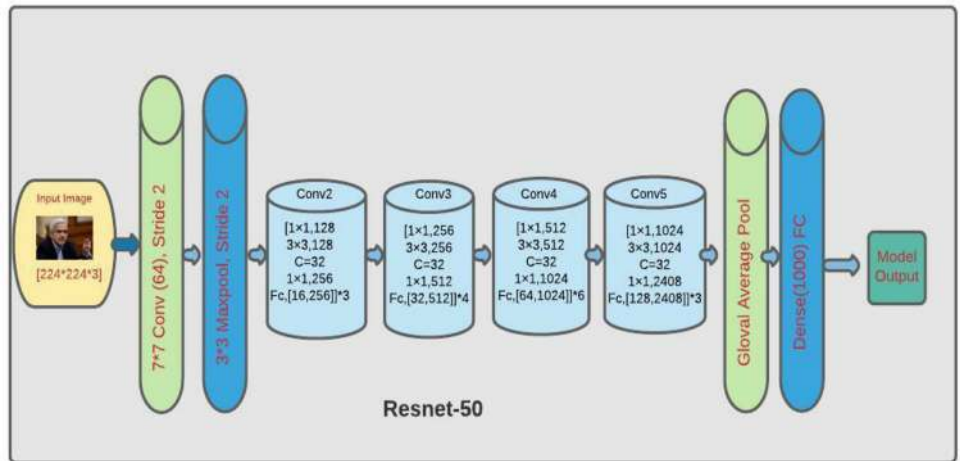 Input Image
[224*224*3]
7*7 Conv (64), Stride 2
3*3 Maxpool, Stride 2
Conv2
[1×1,128
3×3,128
C=32
1×1,256
Fc,[16,256]]*3
Conv3
[1×1,256
3×3,256
C=32
1×1,512
Fc,[32,512]]*4
Conv4
[1×1,512
3×3,512
C=32
1×1,1024
Fc,[64,1024]]*6
Conv5
[1×1,1024
3×3,1024
C=32
1×1,2408
Fc,[128,2408]]*3
Gloval Average Pool
Dense(1000) FC
Model
Output
Resnet-50